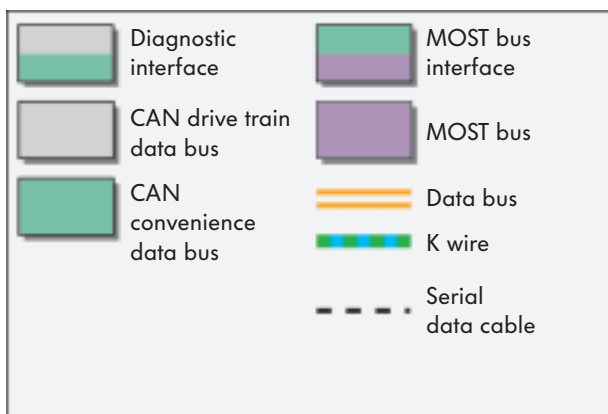 Diagnostic
interface
CAN drive train
data bus
CAN
convenience
data bus
MOST bus
interface
MOST bus
Data bus
K wire
Serial
data cable